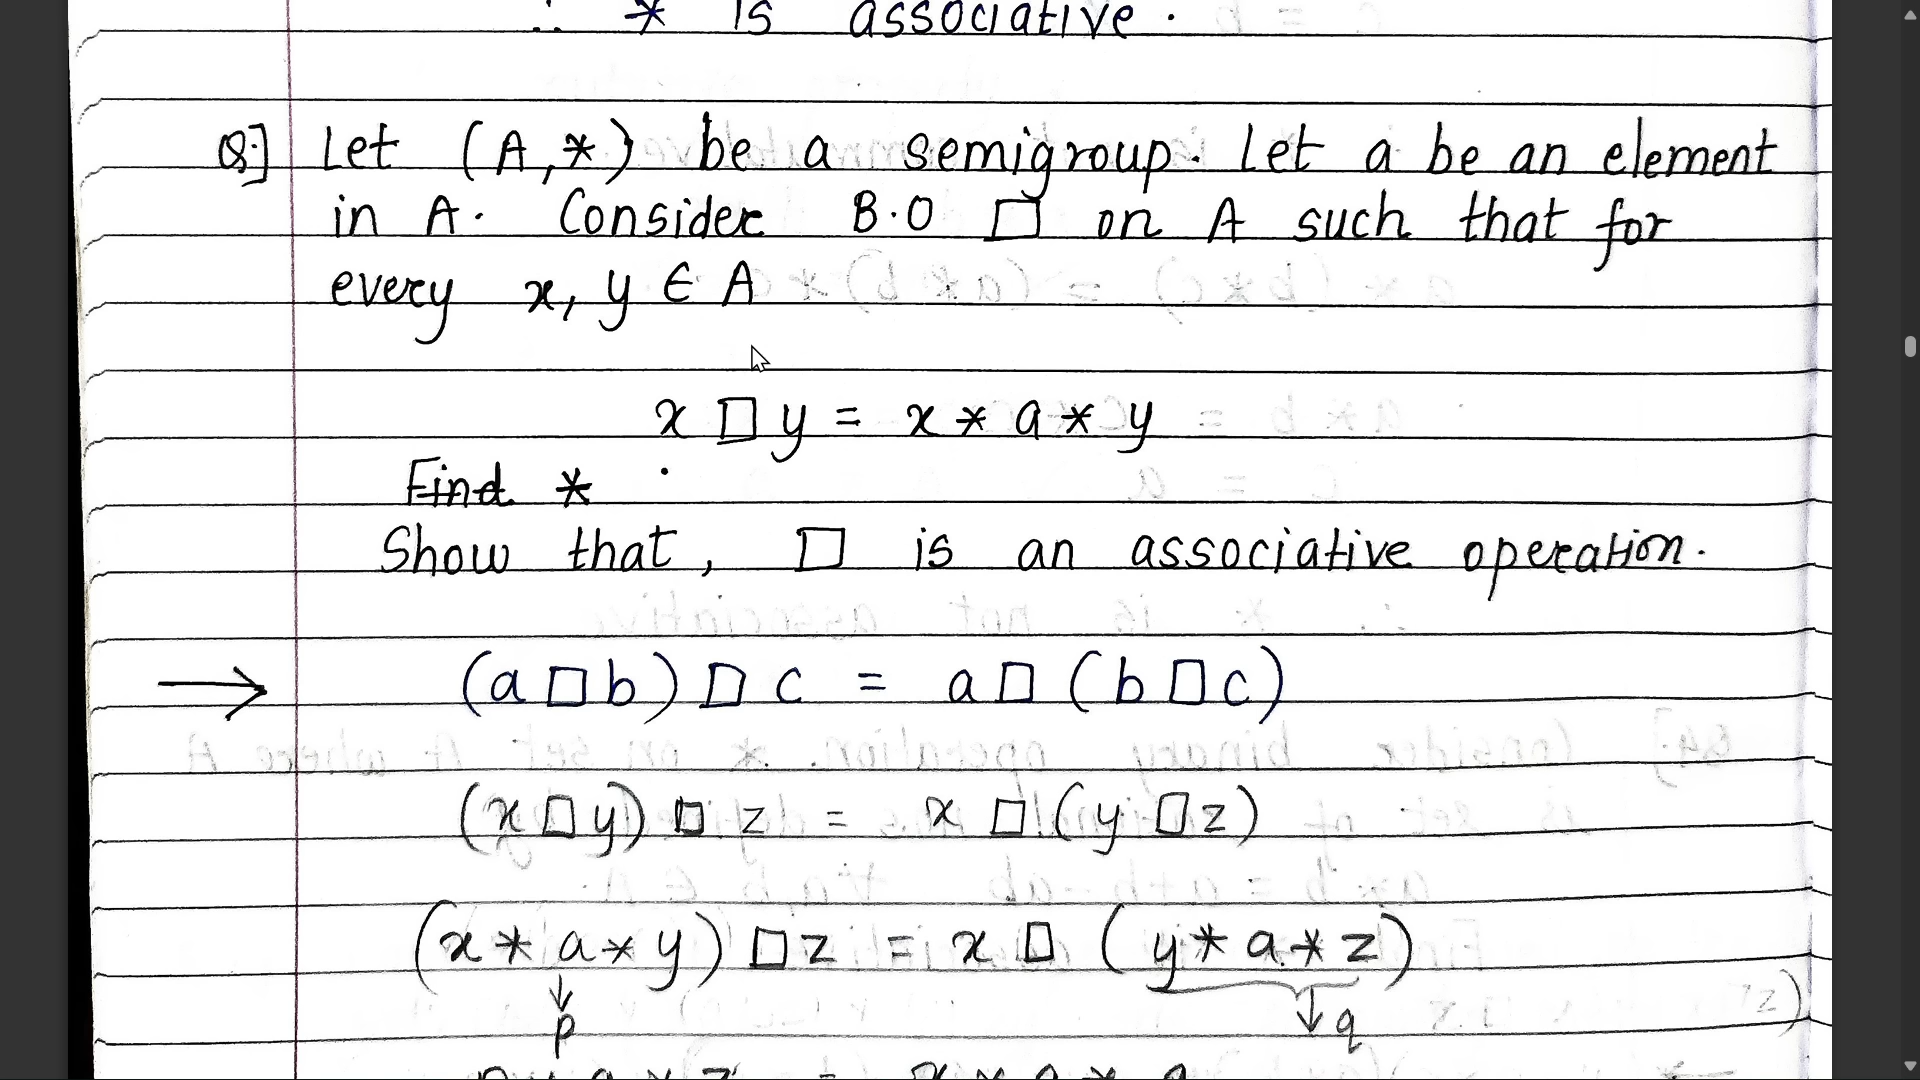 ∴ * is associative.
Q.] Let (A,*) be a semigroup. Let a be an element
in A. Consider B.O □ on A such that for
every x, y ∈ A
x □ y = x * a * y
Find *
Show that, □ is an associative operation.
→ (a □ b) □ c = a □ (b □ c)
(x □ y) □ z = x □ (y □ z)
(x * a * y) □ z = x □ (y * a * z)
↓ p ↓ q
p * a * z = x * a * q